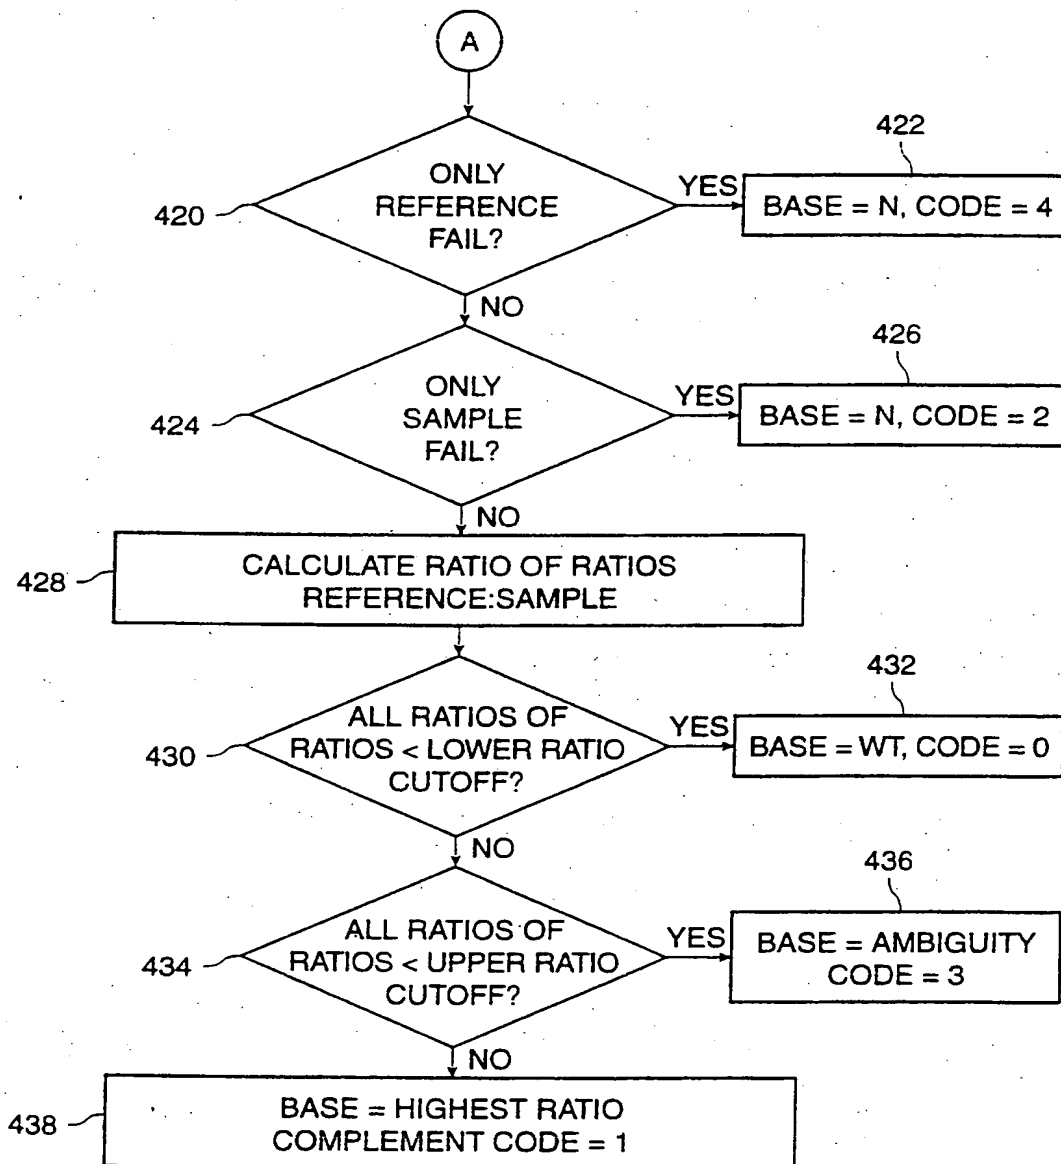 A
ONLY
REFERENCE
FAIL?
420
YES
422
BASE = N, CODE = 4
NO
ONLY
SAMPLE
FAIL?
424
YES
426
BASE = N, CODE = 2
NO
CALCULATE RATIO OF RATIOS
REFERENCE:SAMPLE
428
ALL RATIOS OF
RATIOS < LOWER RATIO
CUTOFF?
430
YES
432
BASE = WT, CODE = 0
NO
ALL RATIOS OF
RATIOS < UPPER RATIO
CUTOFF?
434
YES
436
BASE = AMBIGUITY
CODE = 3
NO
BASE = HIGHEST RATIO
COMPLEMENT CODE = 1
438